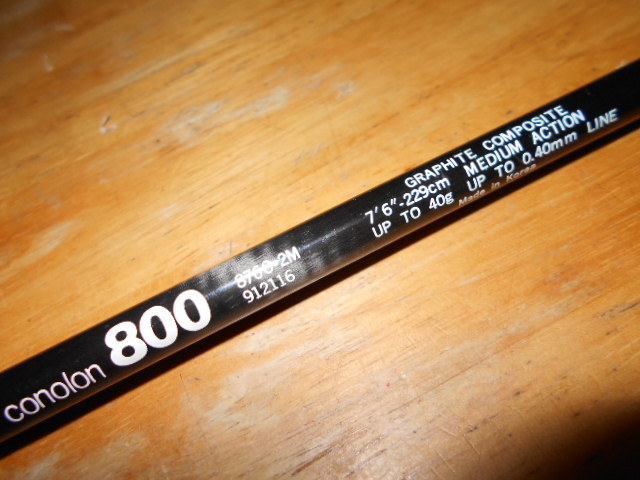 conolon 800
8760-2M
912116
GRAPHITE COMPOSITE
7'6"-229cm MEDIUM ACTION
UP TO 40g UP TO 0.40mm LINE
Made in Korea